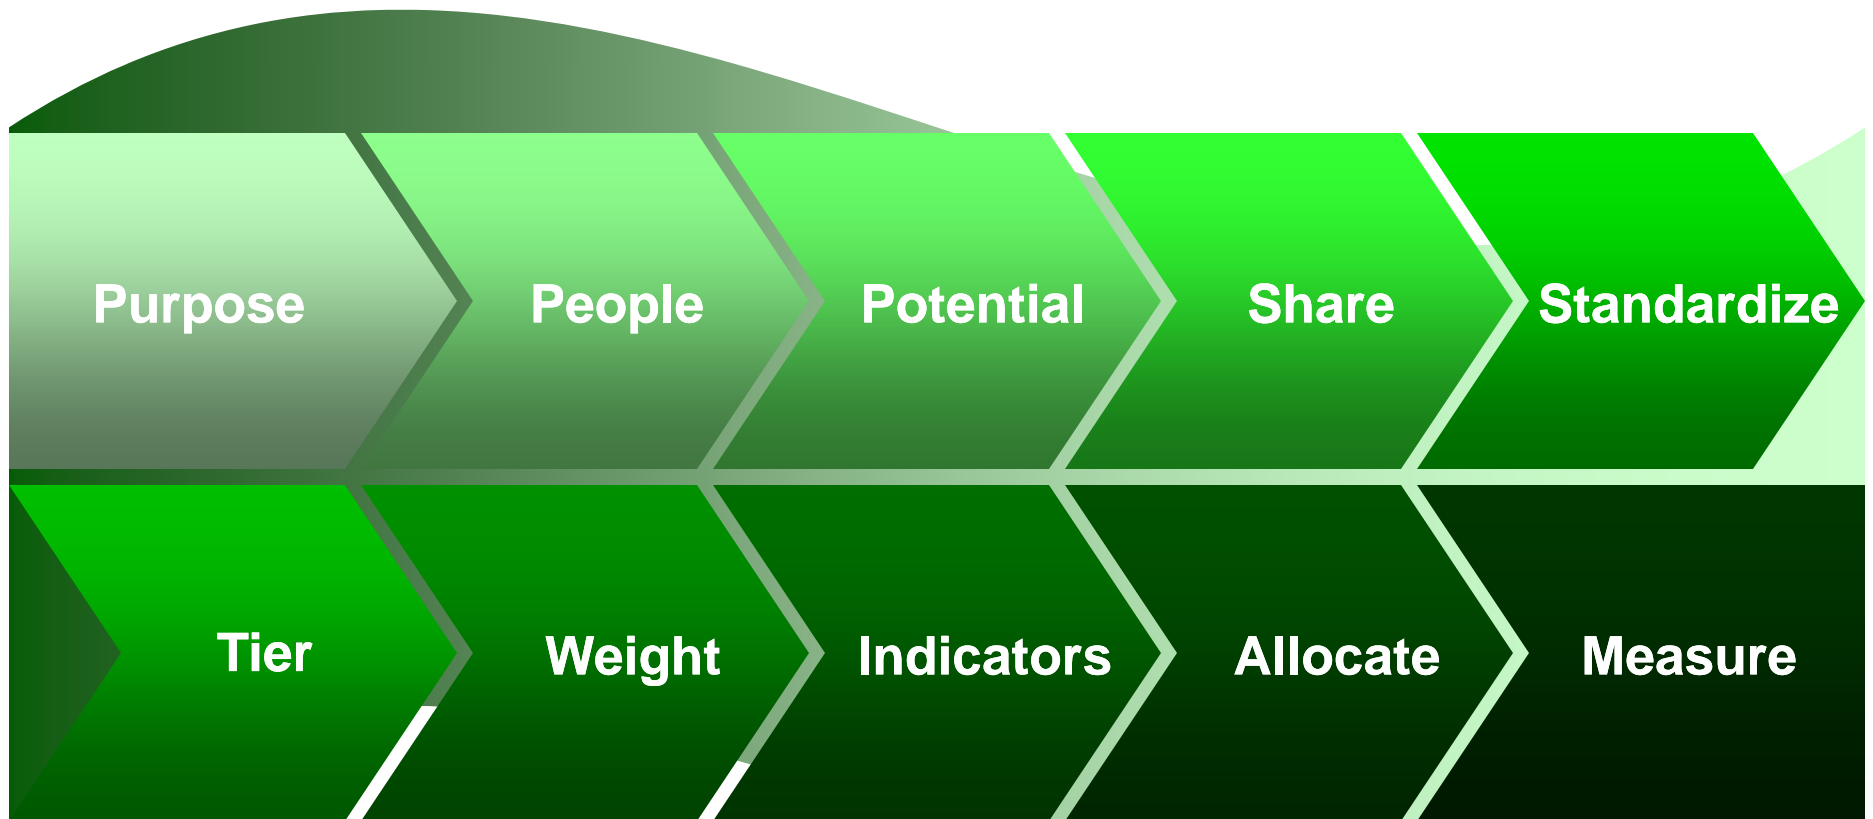 Purpose
People
Potential
Share
Standardize
Tier
Weight
Indicators
Allocate
Measure